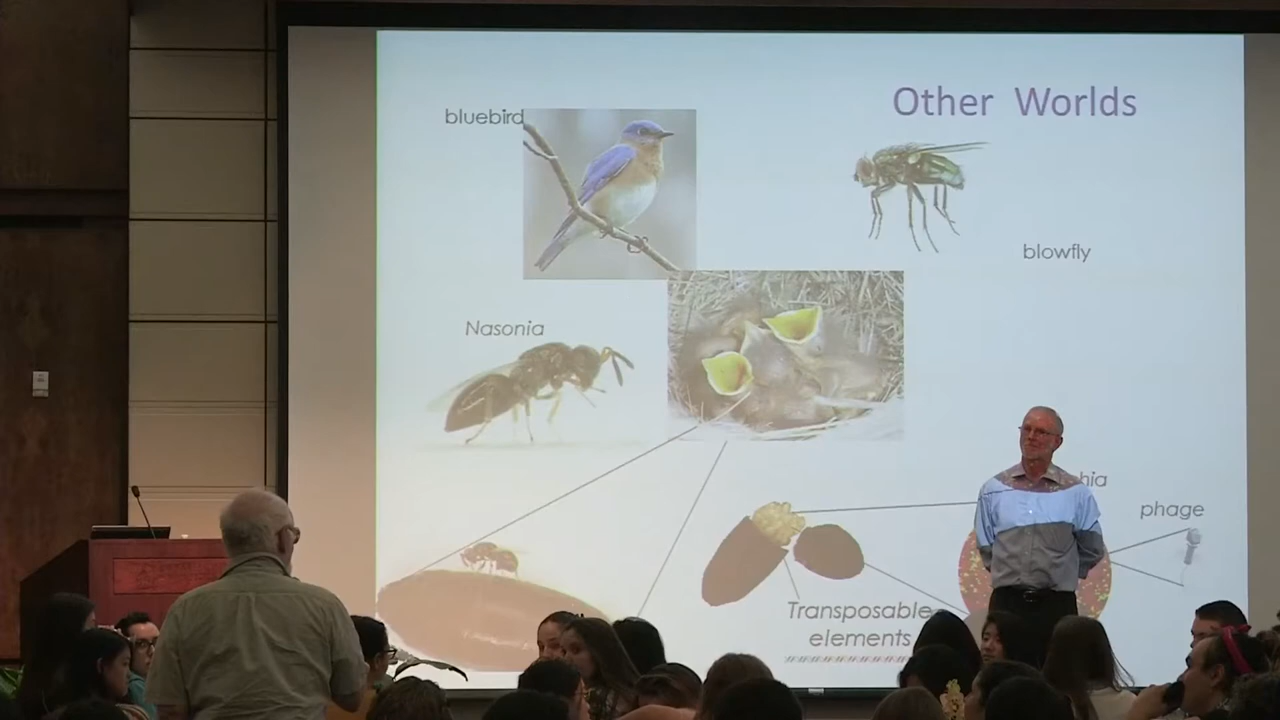 Other Worlds
bluebird
blowfly
Nasonia
phage
Transposable
elements